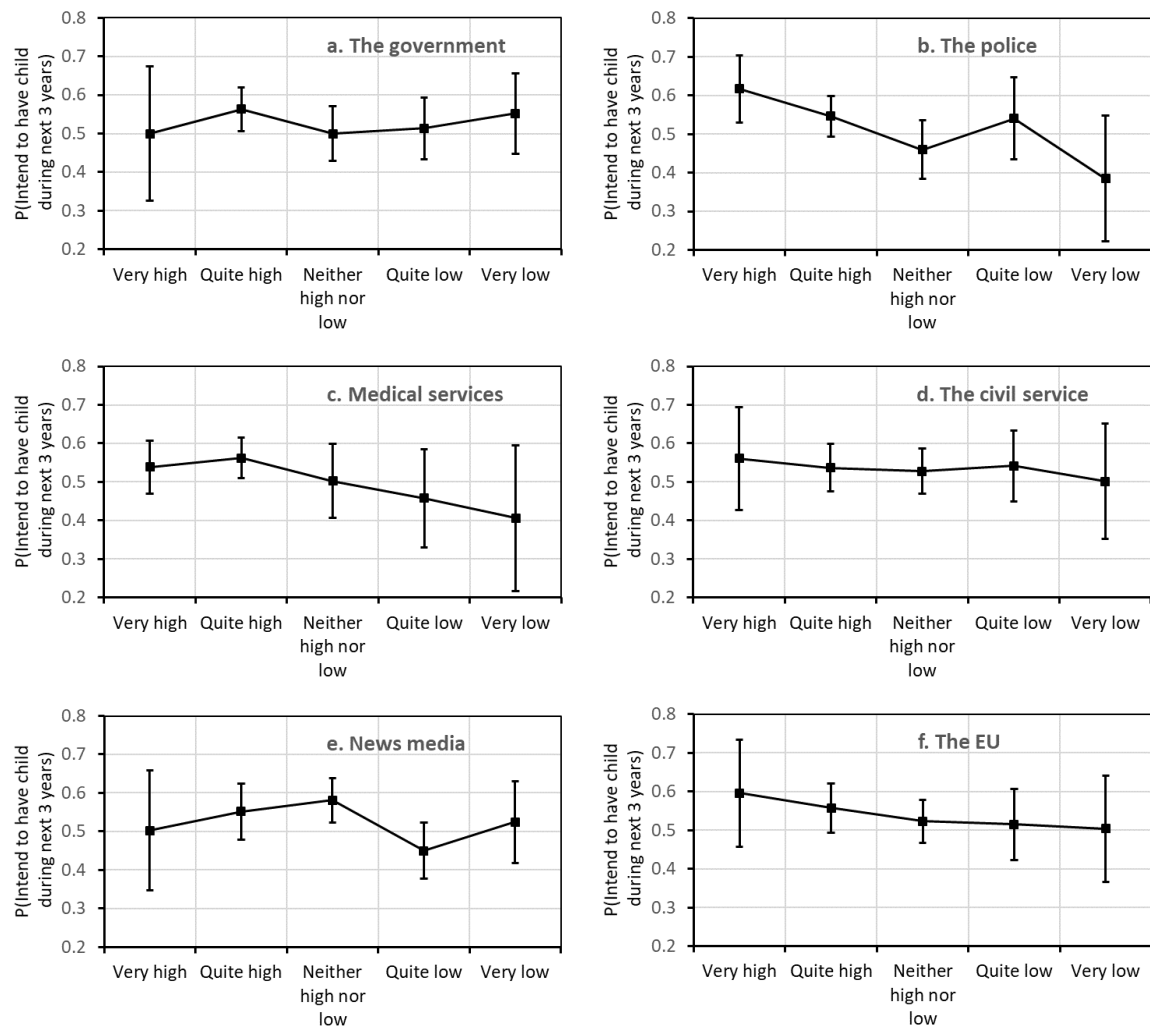 a. The government
P(Intend to have child
during next 3 years)
0.8
0.7
0.6
0.5
0.4
0.3
0.2
Very high
Quite high
Neither
high nor
low
Quite low
Very low
b. The police
P(Intend to have child
during next 3 years)
0.8
0.7
0.6
0.5
0.4
0.3
0.2
Very high
Quite high
Neither
high nor
low
Quite low
Very low
c. Medical services
P(Intend to have child
during next 3 years)
0.8
0.7
0.6
0.5
0.4
0.3
0.2
Very high
Quite high
Neither
high nor
low
Quite low
Very low
d. The civil service
P(Intend to have child
during next 3 years)
0.8
0.7
0.6
0.5
0.4
0.3
0.2
Very high
Quite high
Neither
high nor
low
Quite low
Very low
e. News media
P(Intend to have child
during next 3 years)
0.8
0.7
0.6
0.5
0.4
0.3
0.2
Very high
Quite high
Neither
high nor
low
Quite low
Very low
f. The EU
P(Intend to have child
during next 3 years)
0.8
0.7
0.6
0.5
0.4
0.3
0.2
Very high
Quite high
Neither
high nor
low
Quite low
Very low